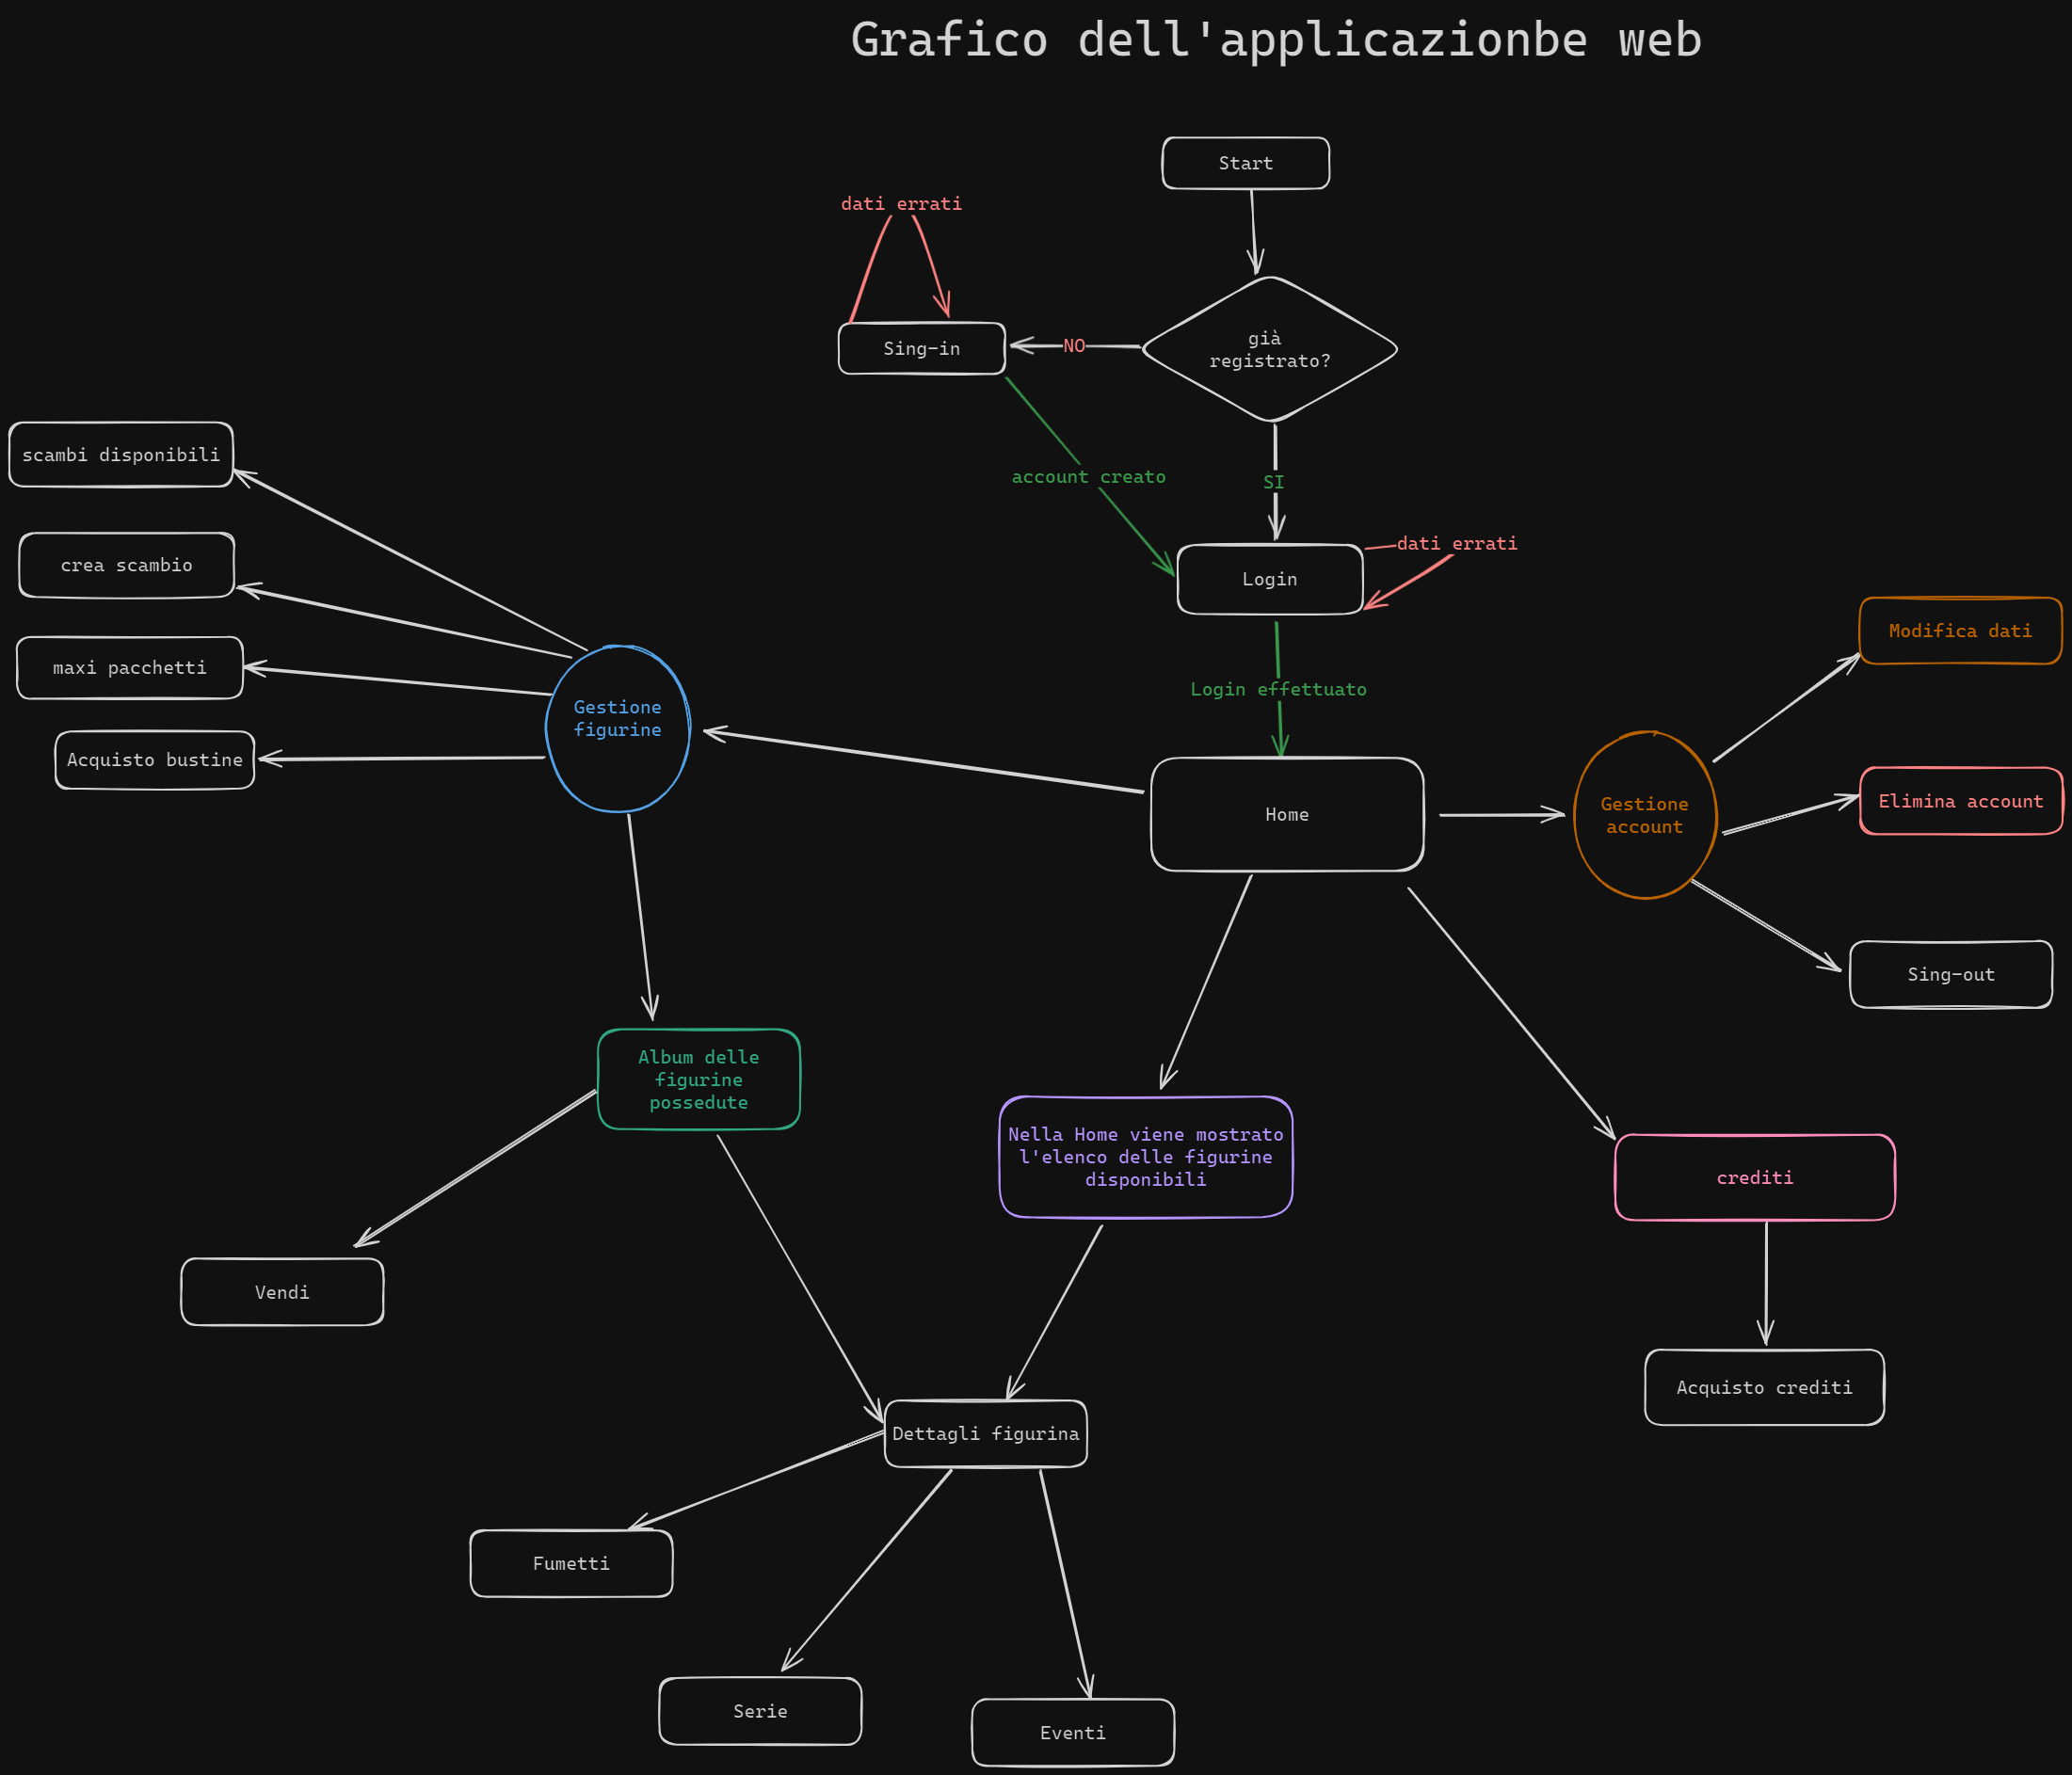 Grafico dell'applicazionbe web
Start
dati errati
già
registrato?
NO
Sing-in
scambi disponibili
account creato
SI
dati errati
crea scambio
Login
Modifica dati
maxi pacchetti
Login effettuato
Gestione
figurine
Acquisto bustine
Home
Gestione
account
Elimina account
Sing-out
Album delle
figurine
possedute
Nella Home viene mostrato
l'elenco delle figurine
disponibili
crediti
Vendi
Acquisto crediti
Dettagli figurina
Fumetti
Serie
Eventi